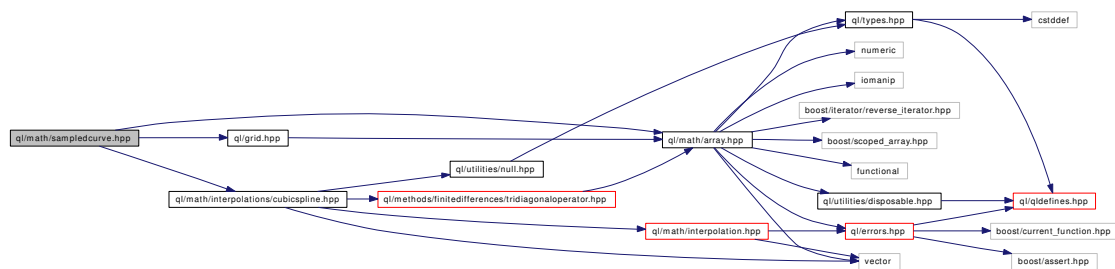 ql/types.hpp
cstddef
numeric
iomanip
boost/iterator/reverse_iterator.hpp
ql/math/sampledcurve.hpp
ql/grid.hpp
ql/math/array.hpp
boost/scoped_array.hpp
ql/utilities/null.hpp
functional
ql/math/interpolations/cubicspline.hpp
ql/methods/finitedifferences/tridiagonaloperator.hpp
ql/utilities/disposable.hpp
ql/qldefines.hpp
ql/math/interpolation.hpp
ql/errors.hpp
boost/current_function.hpp
vector
boost/assert.hpp